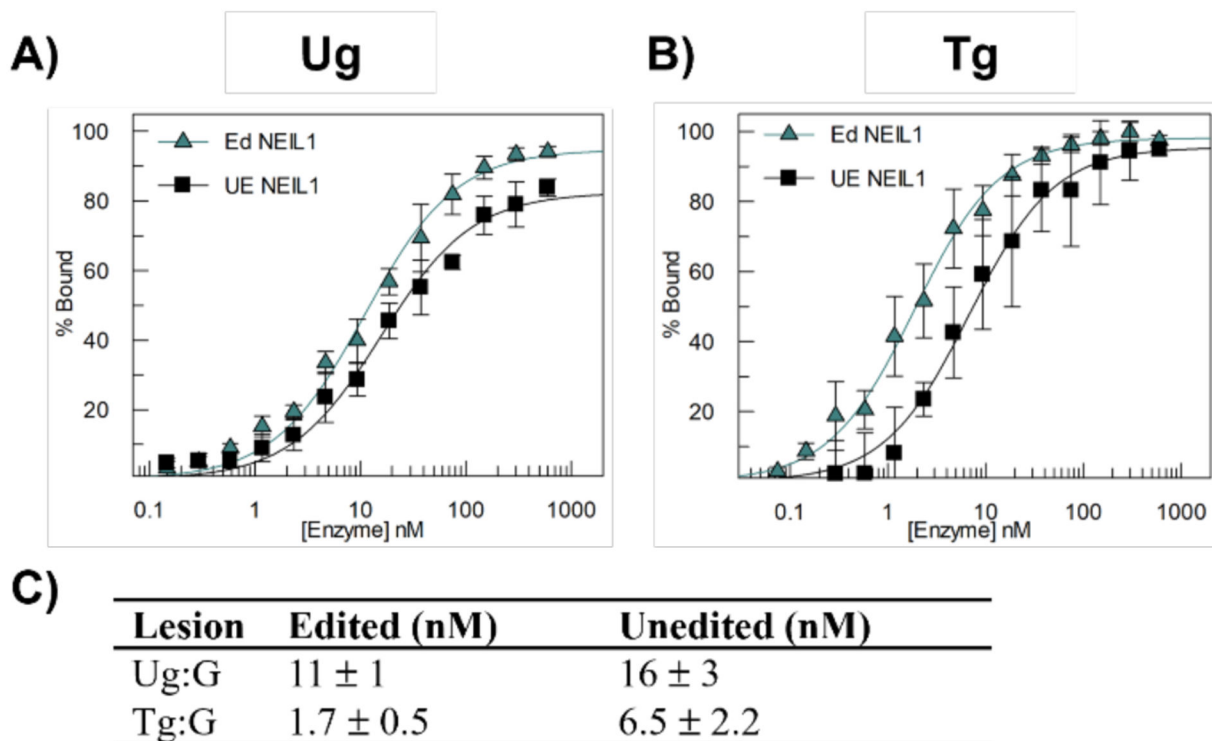 A)
Ug
B)
Tg
100
80
60
40
20
% Bound
Ed NEIL1
UE NEIL1
0.1 1 10 100 1000
[Enzyme] nM
100
80
60
40
20
% Bound
Ed NEIL1
UE NEIL1
0.1 1 10 100 1000
[Enzyme] nM
C)
Lesion Edited (nM) Unedited (nM)
Ug:G 11 ± 1 16 ± 3
Tg:G 1.7 ± 0.5 6.5 ± 2.2